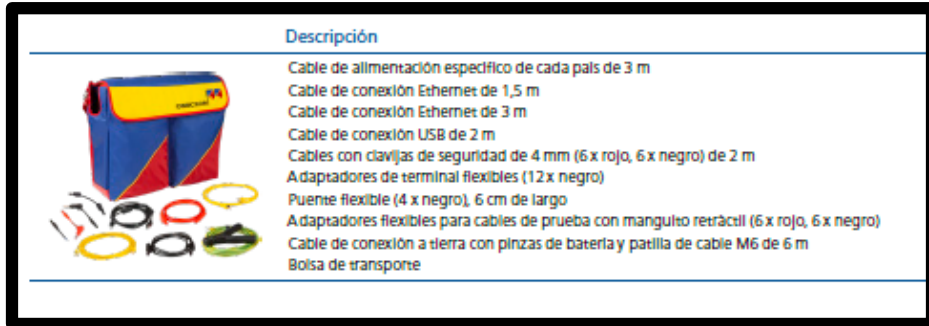 Descripción
Cable de alimentación específico de cada país de 3 m
Cable de conexión Ethernet de 1,5 m
Cable de conexión Ethernet de 3 m
Cable de conexión USB de 2 m
Cables con clavijas de seguridad de 4 mm (6 x rojo, 6 x negro) de 2 m
Adaptadores de terminal flexibles (12 x negro)
Puente flexible (4 x negro), 6 cm de largo
Adaptadores flexibles para cables de prueba con manguito retráctil (6 x rojo, 6 x negro)
Cable de conexión a tierra con pinzas de batería y patilla de cable M6 de 6 m
Bolsa de transporte